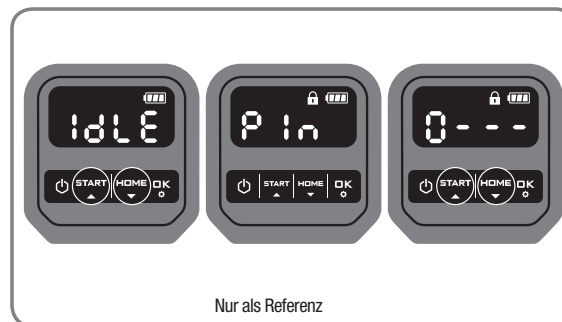 IdLE PIn 0---
START HOME OK START HOME OK START HOME OK
Nur als Referenz